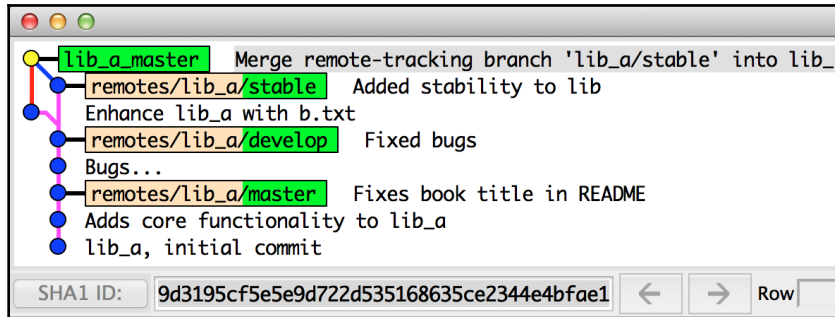 lib_a_master Merge remote-tracking branch 'lib_a/stable' into lib_
remotes/lib_a/stable Added stability to lib
Enhance lib_a with b.txt
remotes/lib_a/develop Fixed bugs
Bugs...
remotes/lib_a/master Fixes book title in README
Adds core functionality to lib_a
lib_a, initial commit
SHA1 ID: 9d3195cf5e5e9d722d535168635ce2344e4bfae1 ← → Row